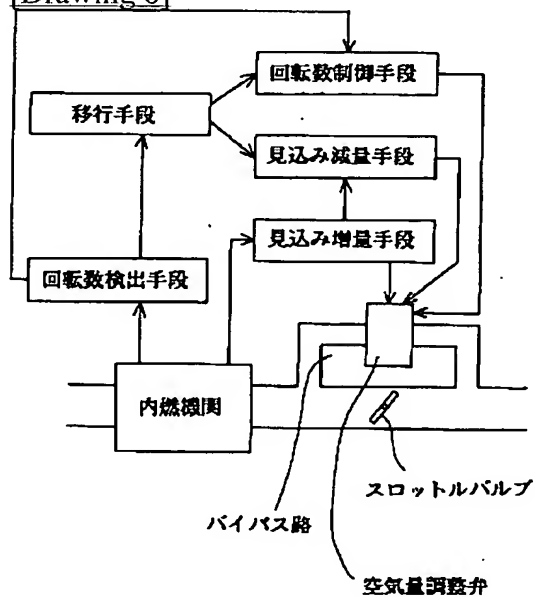 [Drawing 6]
回転数制御手段
移行手段
見込み減量手段
見込み増量手段
回転数検出手段
内燃機関
スロットルバルブ
バイパス路
空気量調整弁